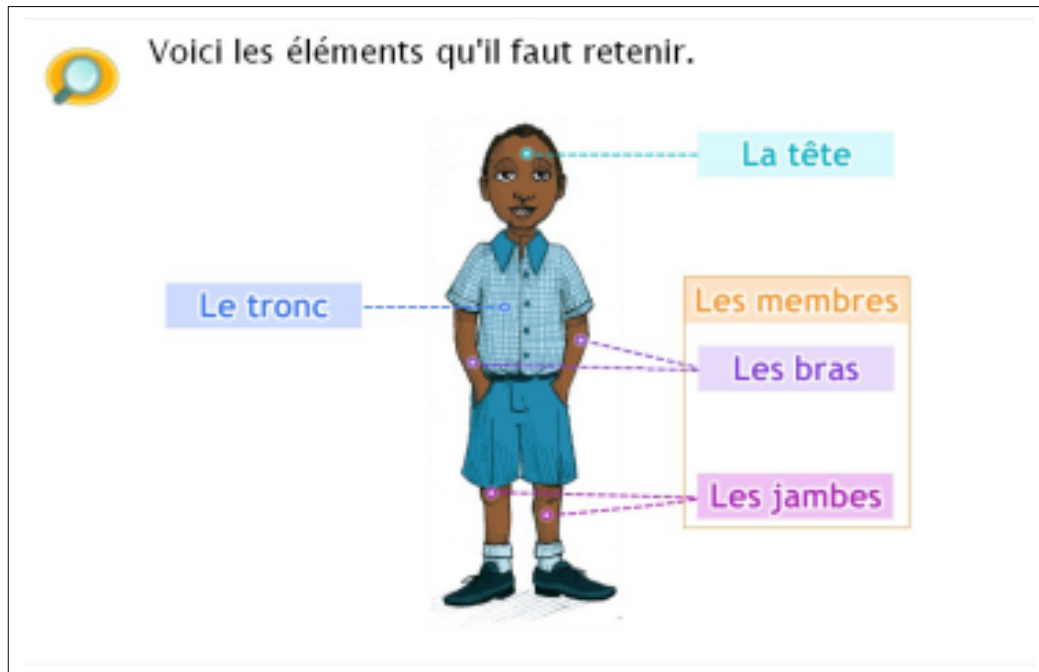 Voici les éléments qu'il faut retenir.
La tête
Le tronc
Les membres
Les bras
Les jambes